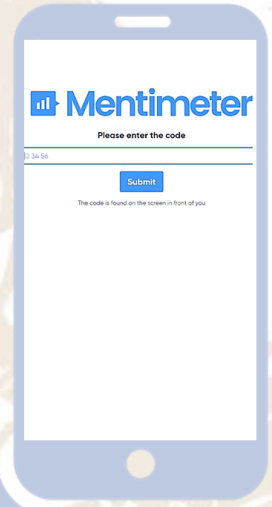 Mentimeter
Please enter the code
12 34 56
Submit
The code is found on the screen in front of you